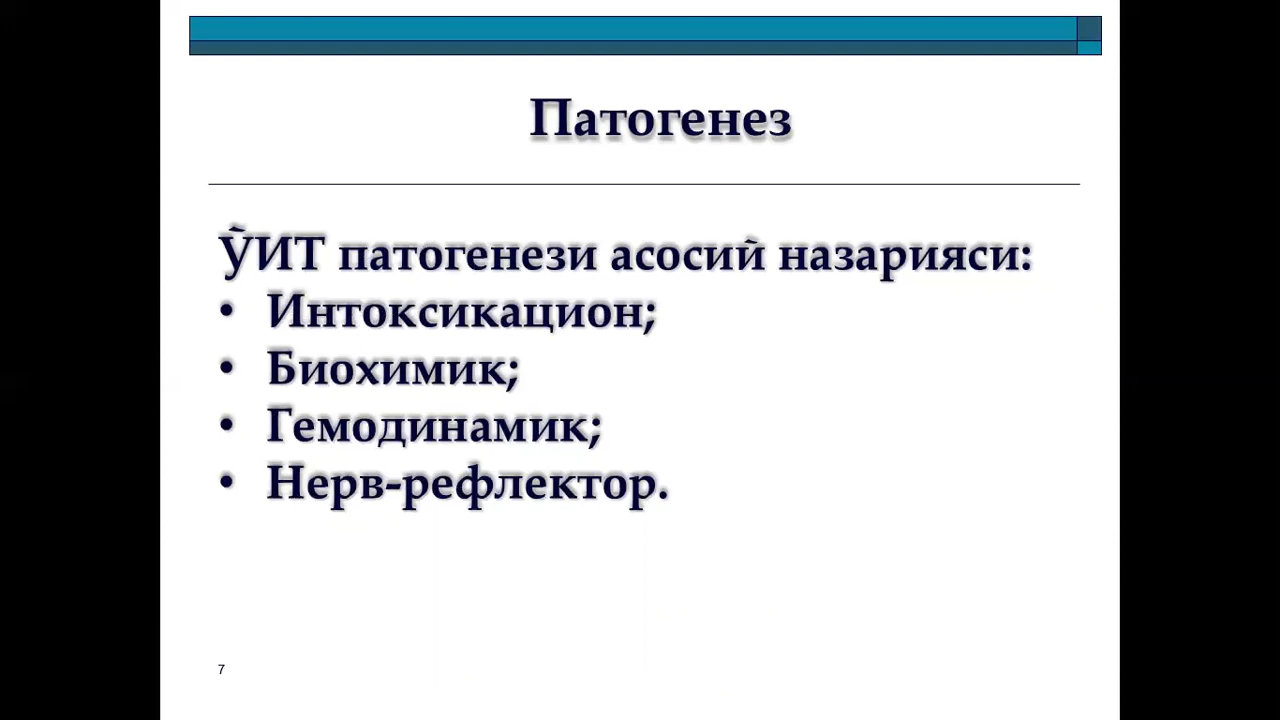 Патогенез
ЎИТ патогенези асосий назарияси:
• Интоксикацион;
• Биохимик;
• Гемодинамик;
• Нерв-рефлектор.
7